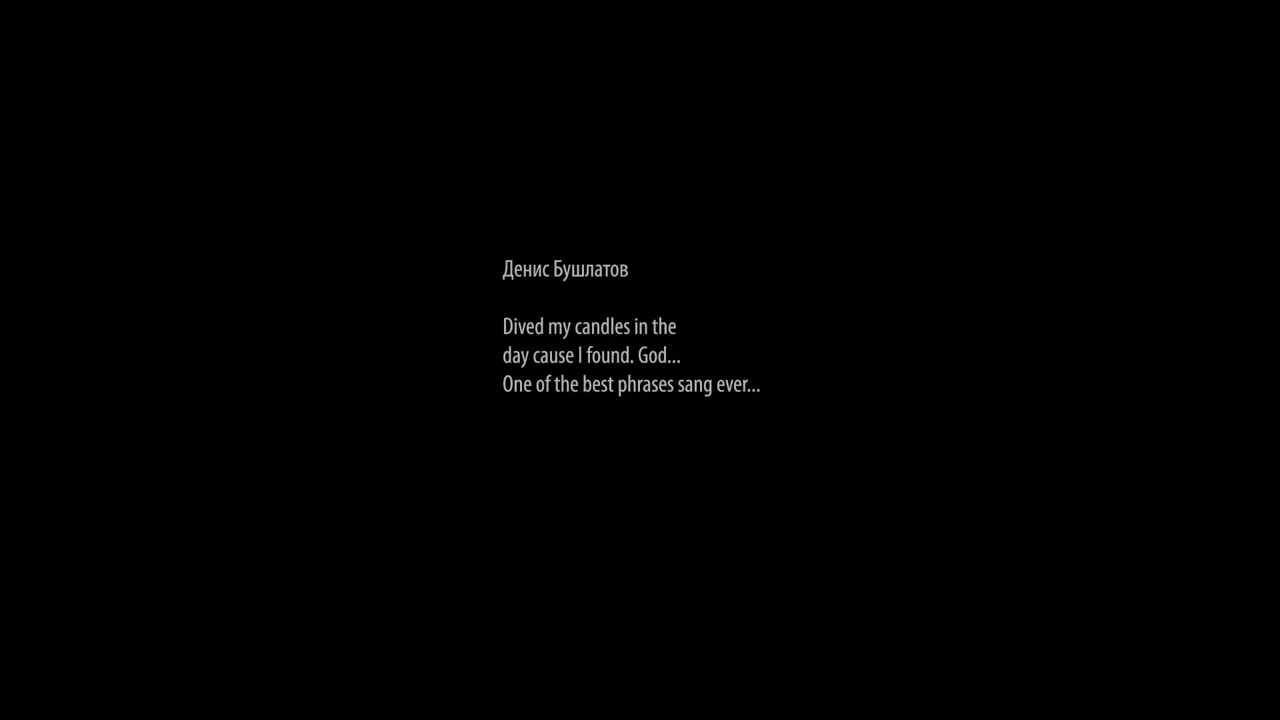 Денис Бушлатов
Dived my candles in the
day cause I found. God...
One of the best phrases sang ever...